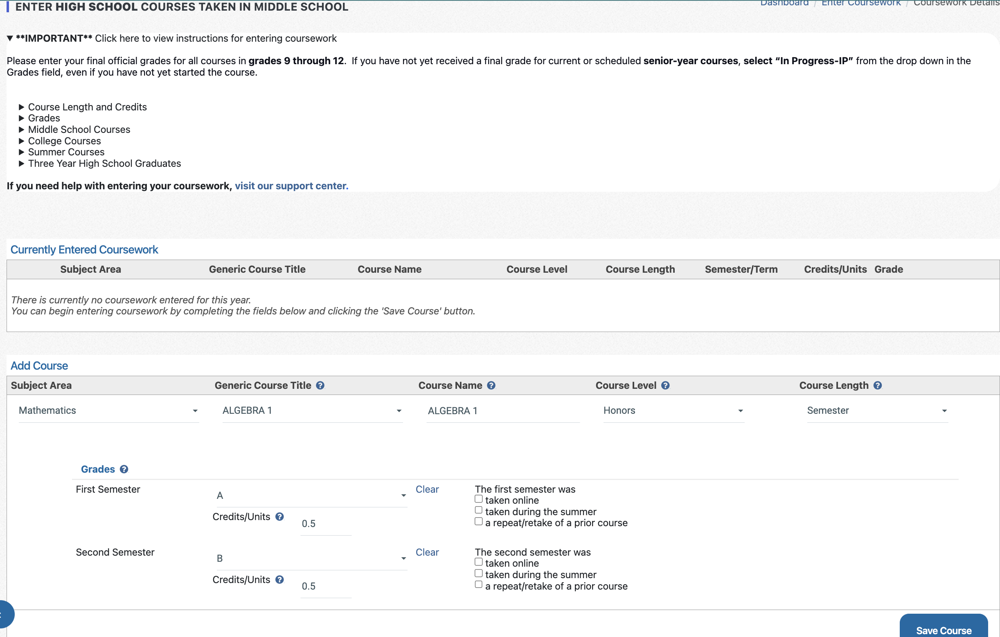 ENTER HIGH SCHOOL COURSES TAKEN IN MIDDLE SCHOOL
Dashboard / Enter Coursework / Coursework Details
▼ **IMPORTANT** Click here to view instructions for entering coursework
Please enter your final official grades for all courses in grades 9 through 12. If you have not yet received a final grade for current or scheduled senior-year courses, select “In Progress-IP” from the drop down in the
Grades field, even if you have not yet started the course.
▶ Course Length and Credits
▶ Grades
▶ Middle School Courses
▶ College Courses
▶ Summer Courses
▶ Three Year High School Graduates
If you need help with entering your coursework, visit our support center.
Currently Entered Coursework
Subject Area Generic Course Title Course Name Course Level Course Length Semester/Term Credits/Units Grade
There is currently no coursework entered for this year.
You can begin entering coursework by completing the fields below and clicking the 'Save Course' button.
Add Course
Subject Area Generic Course Title ? Course Name ? Course Level ? Course Length ?
Mathematics ALGEBRA 1 ALGEBRA 1 Honors Semester
Grades ?
First Semester A Clear The first semester was
taken online
taken during the summer
Credits/Units ? 0.5 a repeat/retake of a prior course
Second Semester B Clear The second semester was
taken online
taken during the summer
Credits/Units ? 0.5 a repeat/retake of a prior course
Save Course